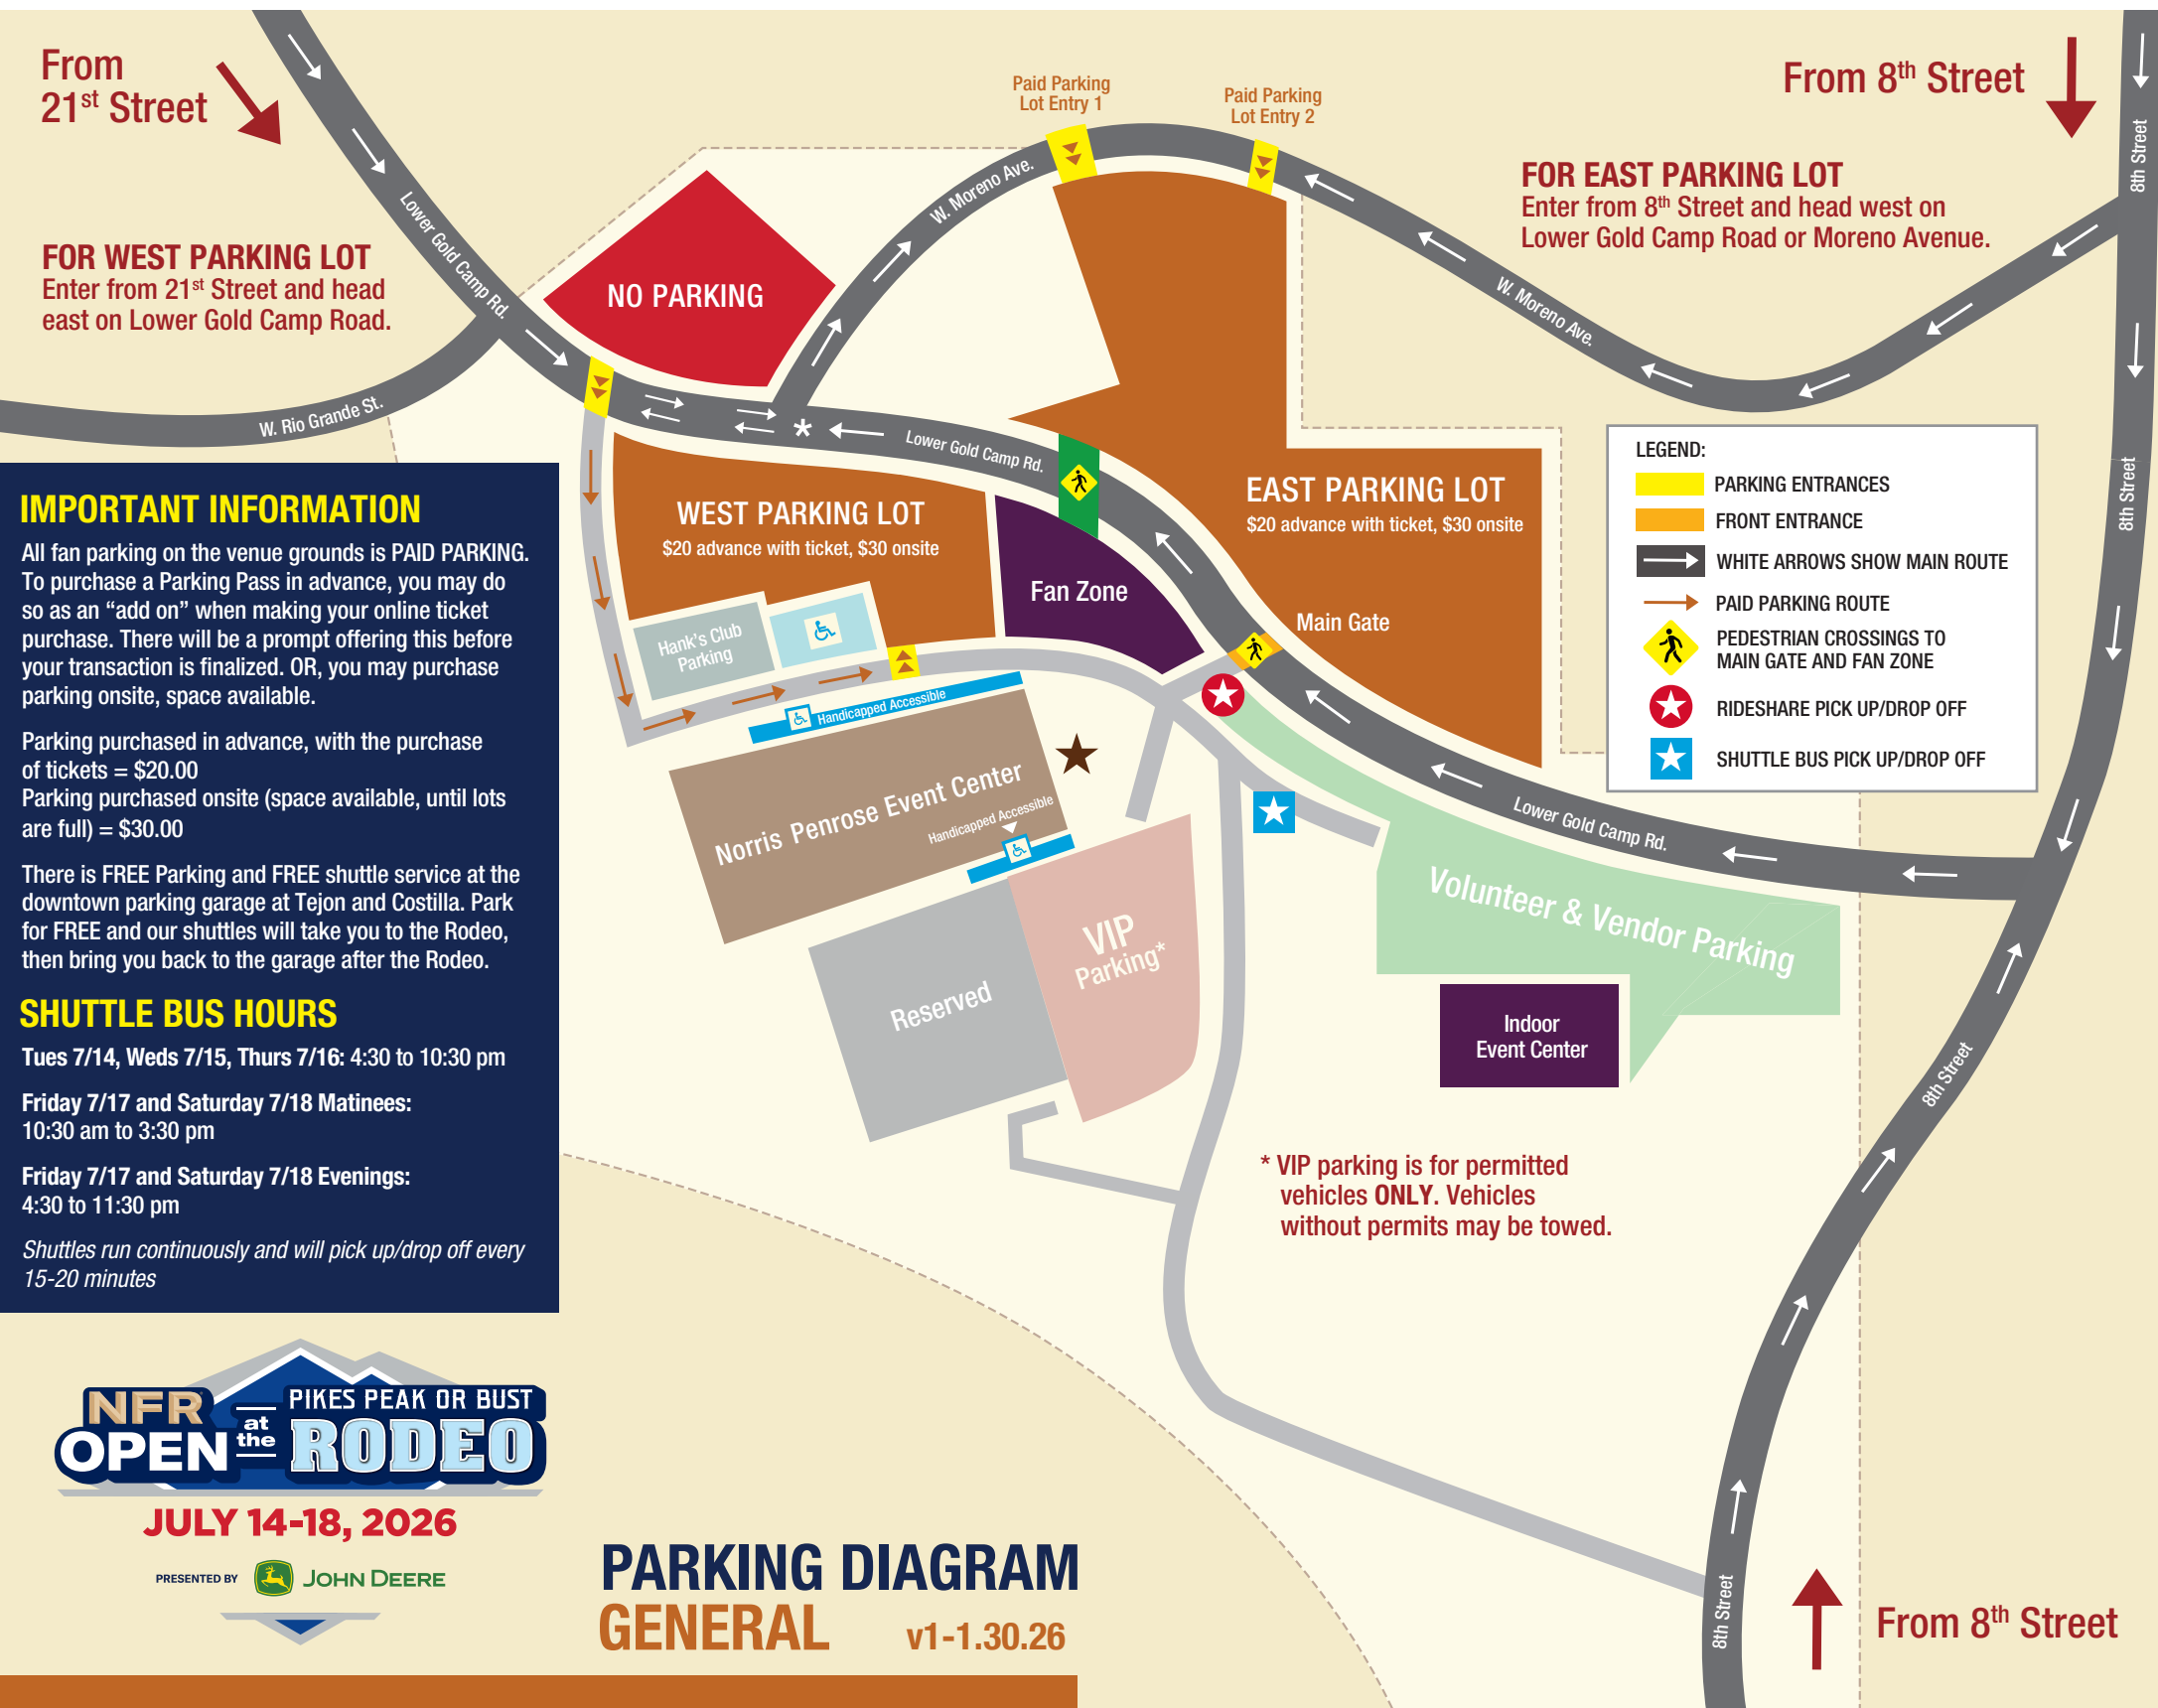 From
21st Street
FOR WEST PARKING LOT
Enter from 21st Street and head
east on Lower Gold Camp Road.
Lower Gold Camp Rd.
W. Rio Grande St.
NO PARKING
W. Moreno Ave.
Paid Parking
Lot Entry 1
Paid Parking
Lot Entry 2
From 8th Street
FOR EAST PARKING LOT
Enter from 8th Street and head west on
Lower Gold Camp Road or Moreno Avenue.
8th Street
W. Moreno Ave.
8th Street
LEGEND:
PARKING ENTRANCES
FRONT ENTRANCE
WHITE ARROWS SHOW MAIN ROUTE
PAID PARKING ROUTE
PEDESTRIAN CROSSINGS TO
MAIN GATE AND FAN ZONE
RIDESHARE PICK UP/DROP OFF
SHUTTLE BUS PICK UP/DROP OFF
*
Lower Gold Camp Rd.
WEST PARKING LOT
$20 advance with ticket, $30 onsite
EAST PARKING LOT
$20 advance with ticket, $30 onsite
Fan Zone
Main Gate
Hank's Club
Parking
Handicapped Accessible
Norris Penrose Event Center
Handicapped Accessible
Lower Gold Camp Rd.
Volunteer & Vendor Parking
VIP
Parking*
Reserved
Indoor
Event Center
8th Street
* VIP parking is for permitted
vehicles ONLY. Vehicles
without permits may be towed.
8th Street
From 8th Street
IMPORTANT INFORMATION
All fan parking on the venue grounds is PAID PARKING.
To purchase a Parking Pass in advance, you may do
so as an “add on” when making your online ticket
purchase. There will be a prompt offering this before
your transaction is finalized. OR, you may purchase
parking onsite, space available.
Parking purchased in advance, with the purchase
of tickets = $20.00
Parking purchased onsite (space available, until lots
are full) = $30.00
There is FREE Parking and FREE shuttle service at the
downtown parking garage at Tejon and Costilla. Park
for FREE and our shuttles will take you to the Rodeo,
then bring you back to the garage after the Rodeo.
SHUTTLE BUS HOURS
Tues 7/14, Weds 7/15, Thurs 7/16: 4:30 to 10:30 pm
Friday 7/17 and Saturday 7/18 Matinees:
10:30 am to 3:30 pm
Friday 7/17 and Saturday 7/18 Evenings:
4:30 to 11:30 pm
Shuttles run continuously and will pick up/drop off every
15-20 minutes
NFR
OPEN
at
the
PIKES PEAK OR BUST
RODEO
JULY 14-18, 2026
PRESENTED BY
JOHN DEERE
PARKING DIAGRAM
GENERAL v1-1.30.26